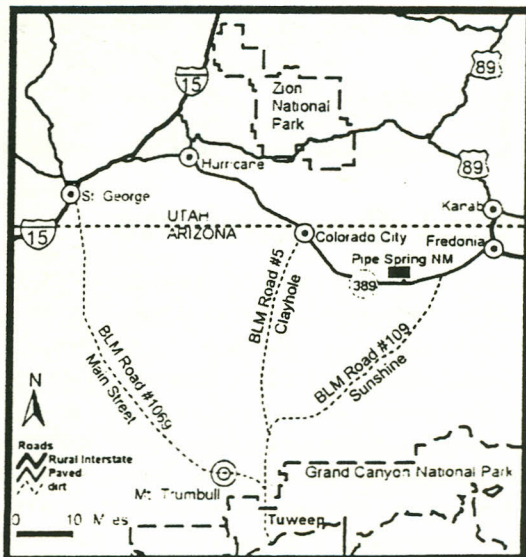 15
89
Zion
National
Park
Hurricane
89
St. George
Kanab
UTAH
ARIZONA
15
Colorado City
Fredonia
Pipe Spring NM
389
BLM Road #5
Clayhole
BLM Road #109
Sunshine
BLM Road #1069
Main Street
N
Roads
Rural Interstate
Paved
dirt
Mt. Trumbull
Grand Canyon National Park
0 10 Miles
Tuweep